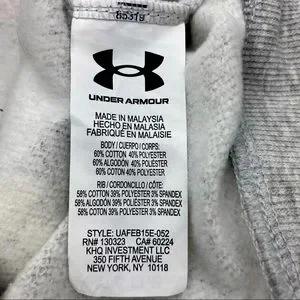 85319
UNDER ARMOUR
MADE IN MALAYSIA
HECHO EN MALASIA
FABRIQUÉ EN MALAISIE
BODY / CUERPO / CORPS:
60% COTTON 40% POLYESTER
60% ALGODÓN 40% POLIÉSTER
60% COTON 40% POLYESTER
RIB / CORDONCILLO / CÔTE:
58% COTTON 39% POLYESTER 3% SPANDEX
58% ALGODÓN 39% POLIÉSTER 3% SPANDEX
58% COTON 39% POLYESTER 3% SPANDEX
STYLE: UAFEB15E-052
RN# 130323 CA# 60224
KHQ INVESTMENT LLC
350 FIFTH AVENUE
NEW YORK, NY 10118